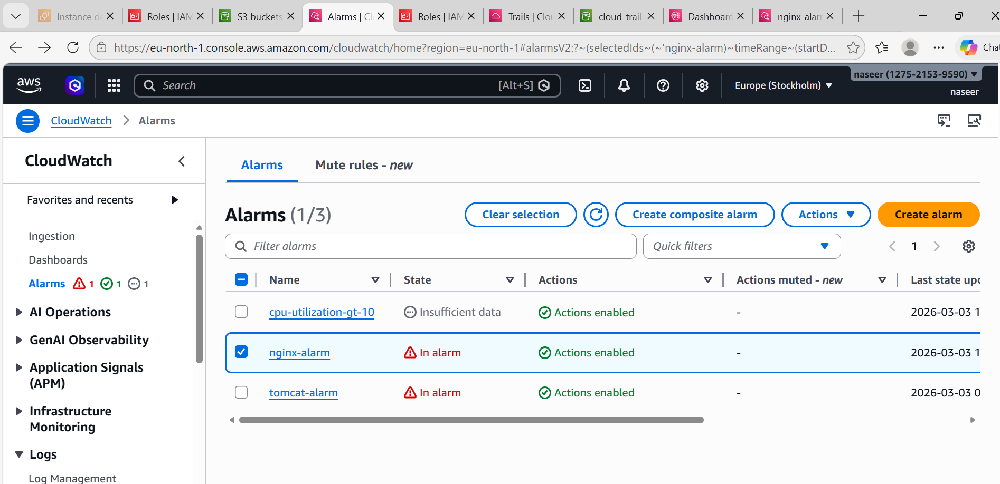 Instance de
Roles | IAM
S3 buckets
Alarms | Cl
Roles | IAM
Trails | Clou
cloud-trail-
Dashboard
nginx-alarm
https://eu-north-1.console.aws.amazon.com/cloudwatch/home?region=eu-north-1#alarmsV2:?~(selectedIds~(~'nginx-alarm)~timeRange~(startD...
Chat
aws
Search
[Alt+S]
Europe (Stockholm)
naseer (1275-2153-9590)
naseer
CloudWatch
Alarms
CloudWatch
Favorites and recents
Ingestion
Dashboards
Alarms 1 1 1
AI Operations
GenAI Observability
Application Signals
(APM)
Infrastructure
Monitoring
Logs
Log Management
Alarms
Mute rules - new
Alarms (1/3)
Clear selection
Create composite alarm
Actions
Create alarm
Filter alarms
Quick filters
1
Name State Actions Actions muted - new Last state upd
cpu-utilization-gt-10 Insufficient data Actions enabled - 2026-03-03 1
nginx-alarm In alarm Actions enabled - 2026-03-03 1
tomcat-alarm In alarm Actions enabled - 2026-03-03 0